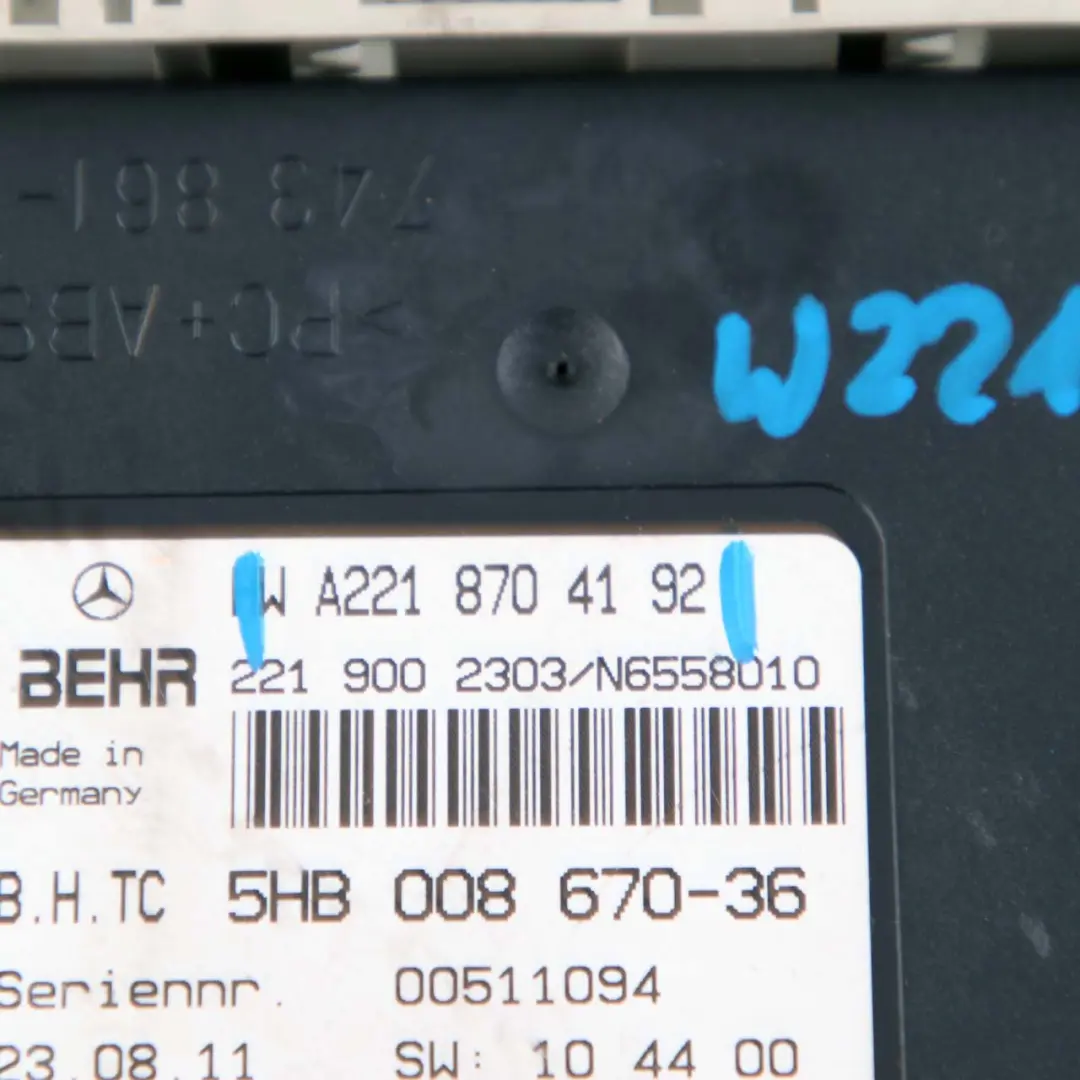 743 861-
>PC+ABS
W221
HW A221 870 41 92
BEHR
221 900 2303/N6558010
Made in
Germany
B.H.TC 5HB 008 670-36
Seriennr. 00511094
23.08.11 SW: 10 44 00